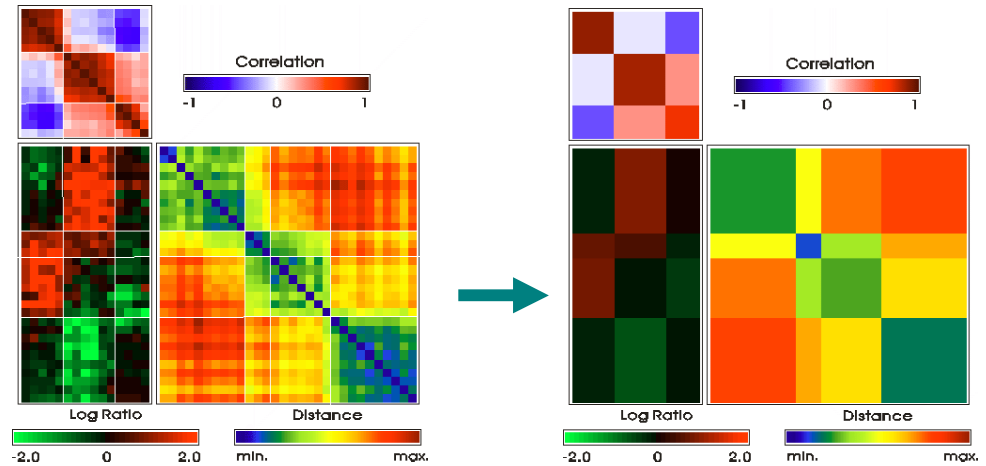 Correlation
-1 0 1
Log Ratio
Distance
-2.0 0 2.0
min. max.
Correlation
-1 0 1
Log Ratio
Distance
-2.0 0 2.0
min. max.